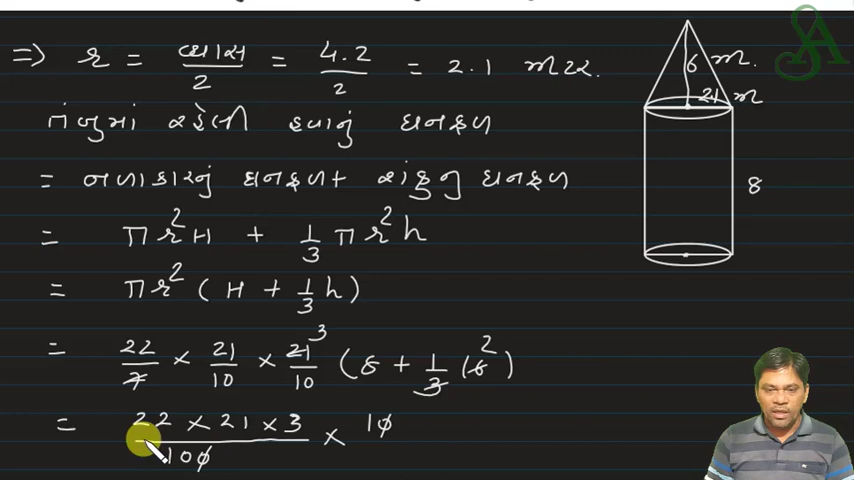 ⇒ r = વ્યાસ/2 = 4.2/2 = 2.1 મીટર.
તંબુમાં રહેલી હવાનું ઘનફળ
= નળાકારનું ઘનફળ + શંકુનું ઘનફળ
= πr²H + 1/3 πr²h
= πr² (H + 1/3 h)
= 22/7 × 21/10 × 21/10 3 (8 + 1/3 (6) 2)
= 22 × 21 × 3/100 × 10
6 મ.
2.1 મ
8